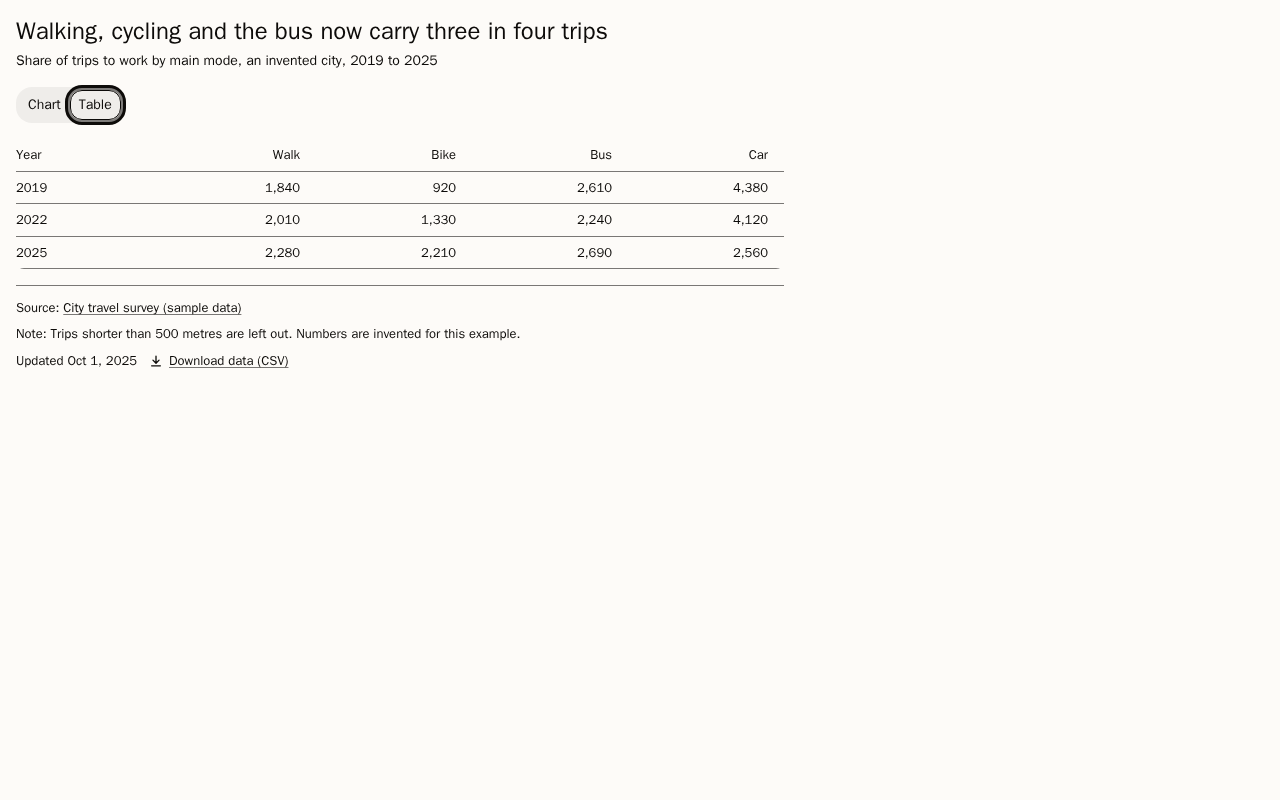 Walking, cycling and the bus now carry three in four trips
Share of trips to work by main mode, an invented city, 2019 to 2025
Chart Table
Year Walk Bike Bus Car
2019 1,840 920 2,610 4,380
2022 2,010 1,330 2,240 4,120
2025 2,280 2,210 2,690 2,560
Source: City travel survey (sample data)
Note: Trips shorter than 500 metres are left out. Numbers are invented for this example.
Updated Oct 1, 2025 Download data (CSV)